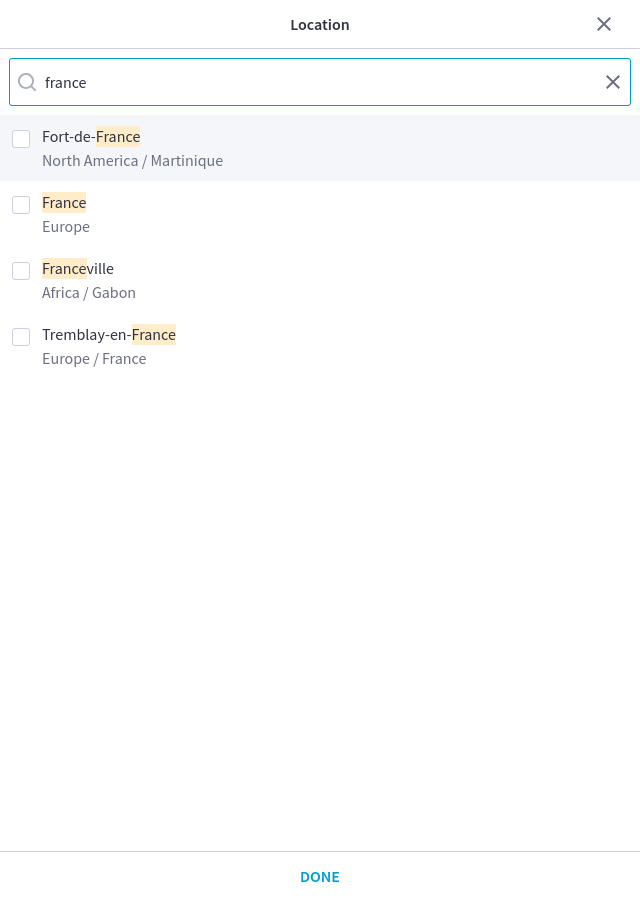 Location
france
Fort-de-France
North America / Martinique
France
Europe
Franceville
Africa / Gabon
Tremblay-en-France
Europe / France
DONE